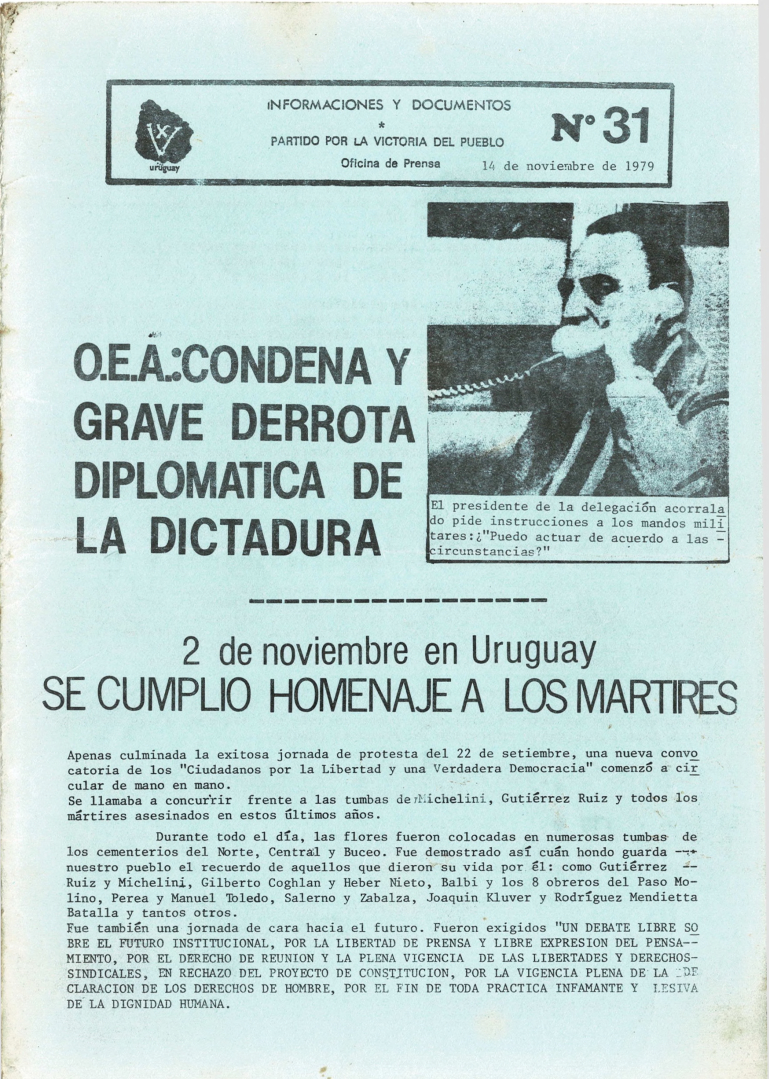 INFORMACIONES Y DOCUMENTOS
*
PARTIDO POR LA VICTORIA DEL PUEBLO
Oficina de Prensa
Nº 31
14 de noviembre de 1979
uruguay
O.E.A.:CONDENA Y
GRAVE DERROTA
DIPLOMATICA DE
LA DICTADURA
El presidente de la delegación acorrala
do pide instrucciones a los mandos mili
tares:¿"Puedo actuar de acuerdo a las -
circunstancias?"
2 de noviembre en Uruguay
SE CUMPLIO HOMENAJE A LOS MARTIRES
Apenas culminada la exitosa jornada de protesta del 22 de setiembre, una nueva convo
catoria de los "Ciudadanos por la Libertad y una Verdadera Democracia" comenzó a cir
cular de mano en mano.
Se llamaba a concurrir frente a las tumbas de Michelini, Gutiérrez Ruiz y todos los
mártires asesinados en estos últimos años.
Durante todo el día, las flores fueron colocadas en numerosas tumbas de
los cementerios del Norte, Central y Buceo. Fue demostrado así cuán hondo guarda --
nuestro pueblo el recuerdo de aquellos que dieron su vida por él: como Gutiérrez --
Ruiz y Michelini, Gilberto Coghlan y Heber Nieto, Balbi y los 8 obreros del Paso Mo-
lino, Perea y Manuel Toledo, Salerno y Zabalza, Joaquin Kluver y Rodríguez Mendietta
Batalla y tantos otros.
Fue también una jornada de cara hacia el futuro. Fueron exigidos "UN DEBATE LIBRE SO
BRE EL FUTURO INSTITUCIONAL, POR LA LIBERTAD DE PRENSA Y LIBRE EXPRESION DEL PENSA--
MIENTO, POR EL DERECHO DE REUNION Y LA PLENA VIGENCIA DE LAS LIBERTADES Y DERECHOS-
SINDICALES, EN RECHAZO DEL PROYECTO DE CONSTITUCION, POR LA VIGENCIA PLENA DE LA DE
CLARACION DE LOS DERECHOS DE HOMBRE, POR EL FIN DE TODA PRACTICA INFAMANTE Y LESIVA
DE LA DIGNIDAD HUMANA.